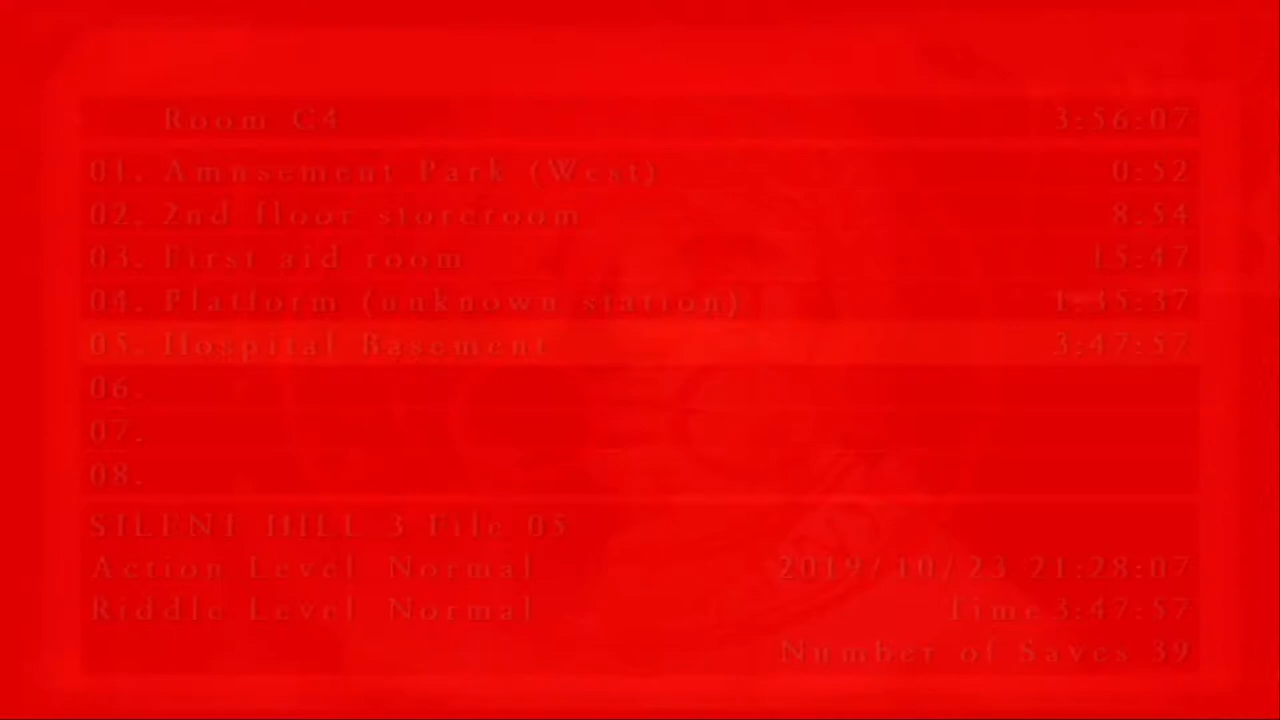 Room C4 3:56:07
01. Amusement Park (West) 0:52
02. 2nd floor storeroom 8:54
03. First aid room 15:47
04. Platform (unknown station) 1:35:37
05. Hospital Basement 3:47:57
06.
07.
08.
SILENT HILL 3 File 05
Action Level Normal 2019/10/23 21:28:07
Riddle Level Normal Time 3:47:57
Number of Saves 39